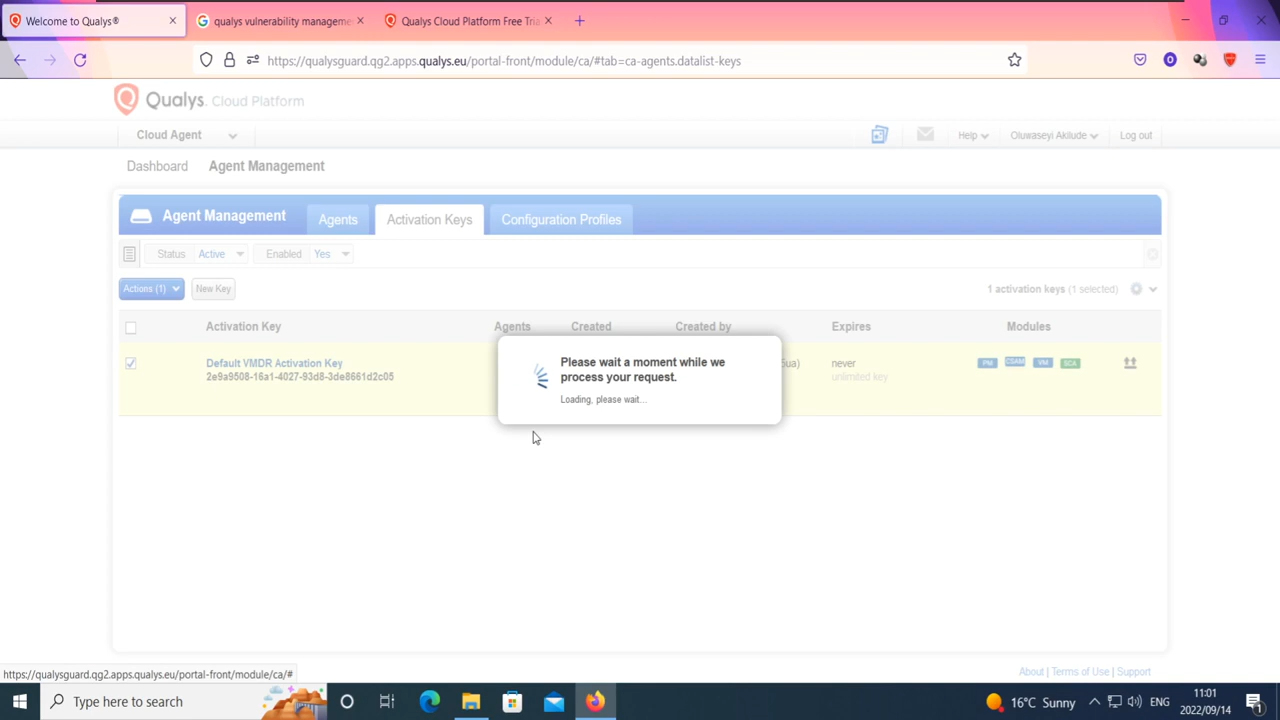 Welcome to Qualys®
qualys vulnerability manageme
Qualys Cloud Platform Free Tria
https://qualysguard.qg2.apps.qualys.eu/portal-front/module/ca/#tab=ca-agents.datalist-keys
Qualys. Cloud Platform
Cloud Agent
Help
Oluwaseyi Akilude
Log out
Dashboard
Agent Management
Agent Management
Agents
Activation Keys
Configuration Profiles
Status Active
Enabled Yes
Actions (1)
New Key
1 activation keys (1 selected)
Activation Key
Agents
Created
Created by
Expires
Modules
Default VMDR Activation Key
2e9a9508-16a1-4027-93d8-3de8661d2c05
5ua)
never
unlimited key
PM
CSAM
VM
SCA
Please wait a moment while we
process your request.
Loading, please wait...
https://qualysguard.qg2.apps.qualys.eu/portal-front/module/ca/#
About | Terms of Use | Support
Type here to search
16°C Sunny
ENG
11:01
2022/09/14
1